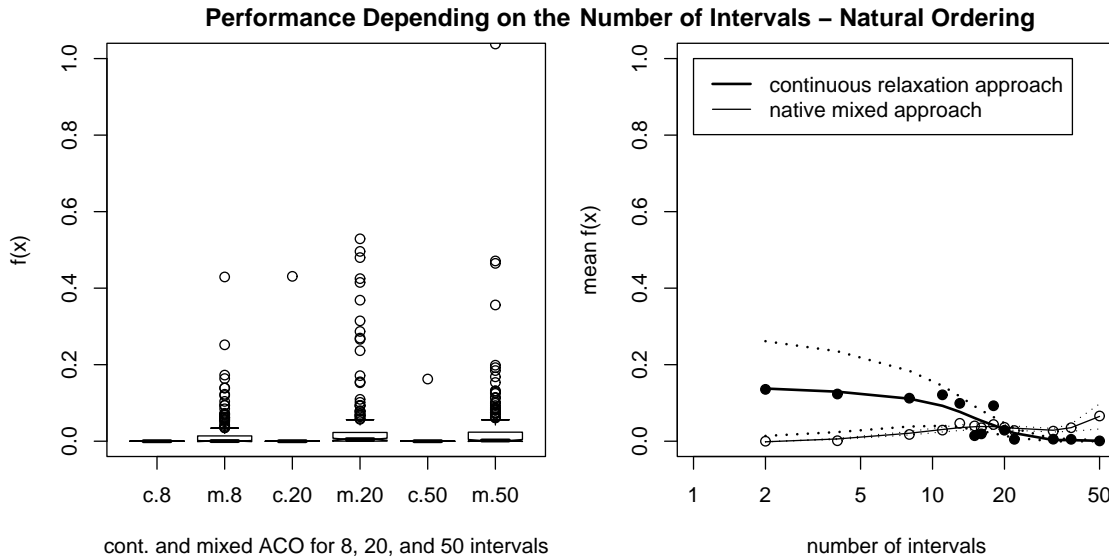 Performance Depending on the Number of Intervals – Natural Ordering
f(x)
0.0 0.2 0.4 0.6 0.8 1.0
c.8 m.8 c.20 m.20 c.50 m.50
cont. and mixed ACO for 8, 20, and 50 intervals
mean f(x)
0.0 0.2 0.4 0.6 0.8 1.0
continuous relaxation approach
native mixed approach
1 2 5 10 20 50
number of intervals